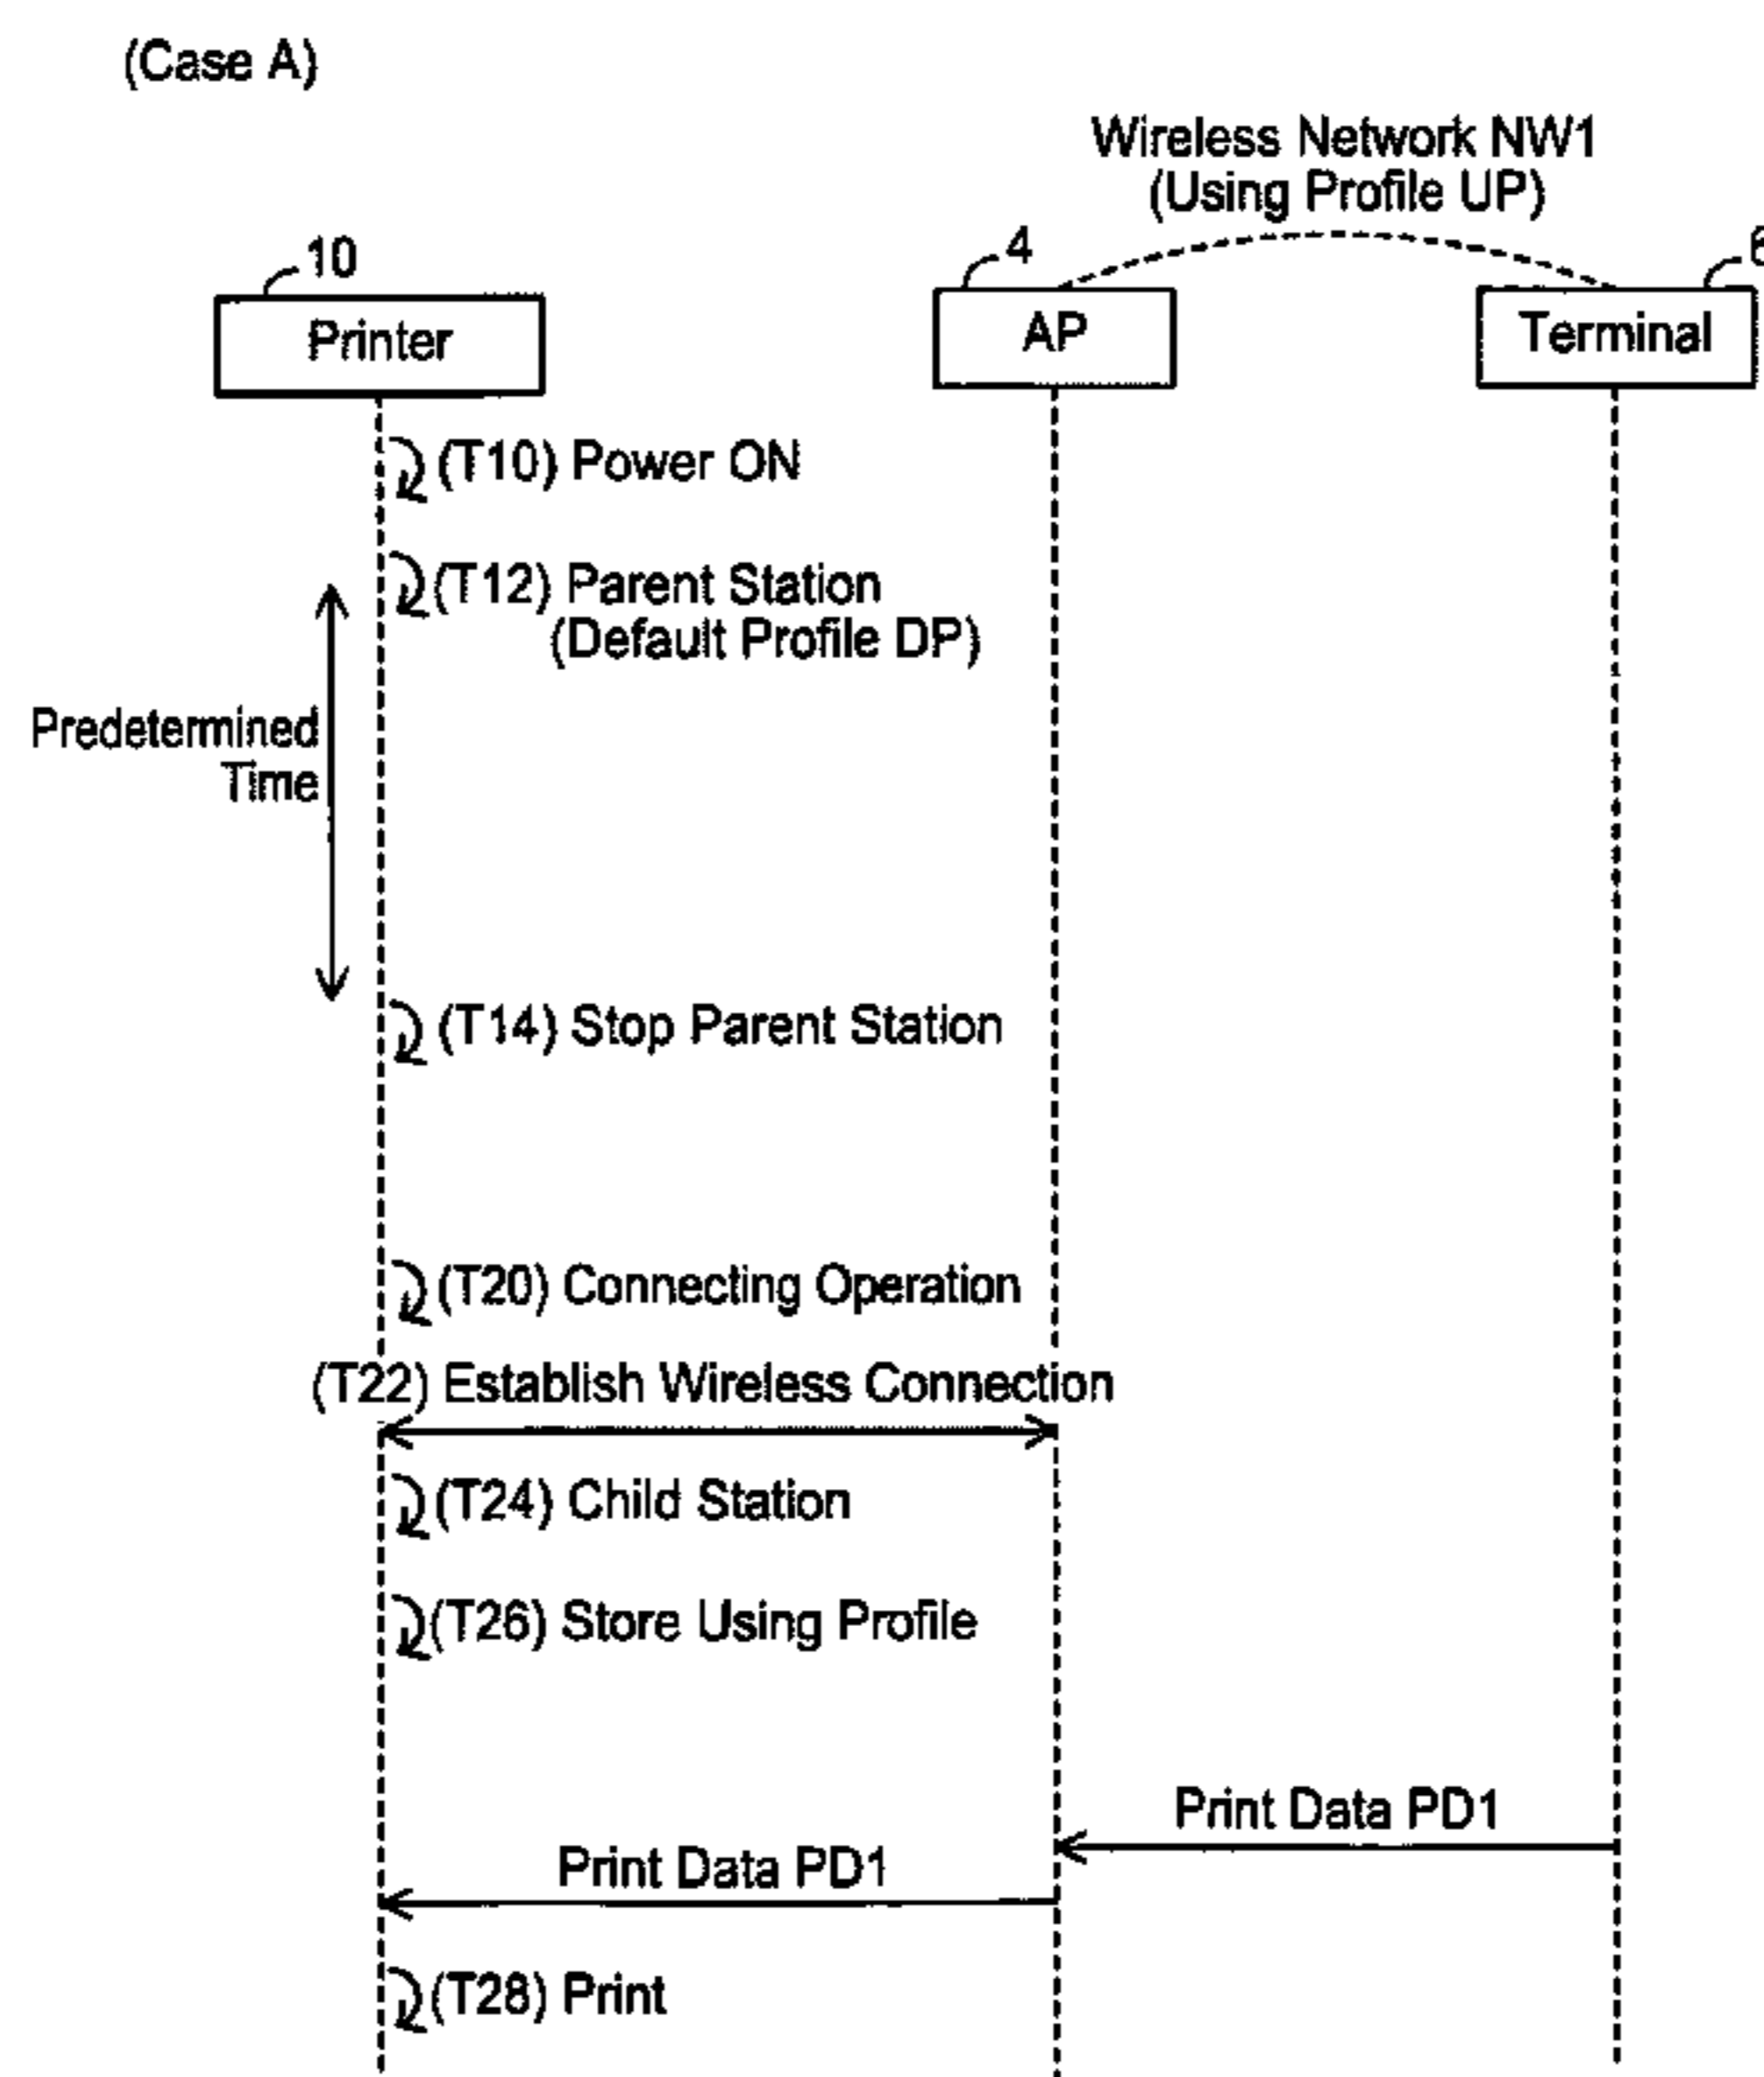 (Case A)
Wireless Network NW1
(Using Profile UP)
10
4
6
Printer
AP
Terminal
(T10) Power ON
(T12) Parent Station
(Default Profile DP)
Predetermined
Time
(T14) Stop Parent Station
(T20) Connecting Operation
(T22) Establish Wireless Connection
(T24) Child Station
(T26) Store Using Profile
Print Data PD1
Print Data PD1
(T28) Print